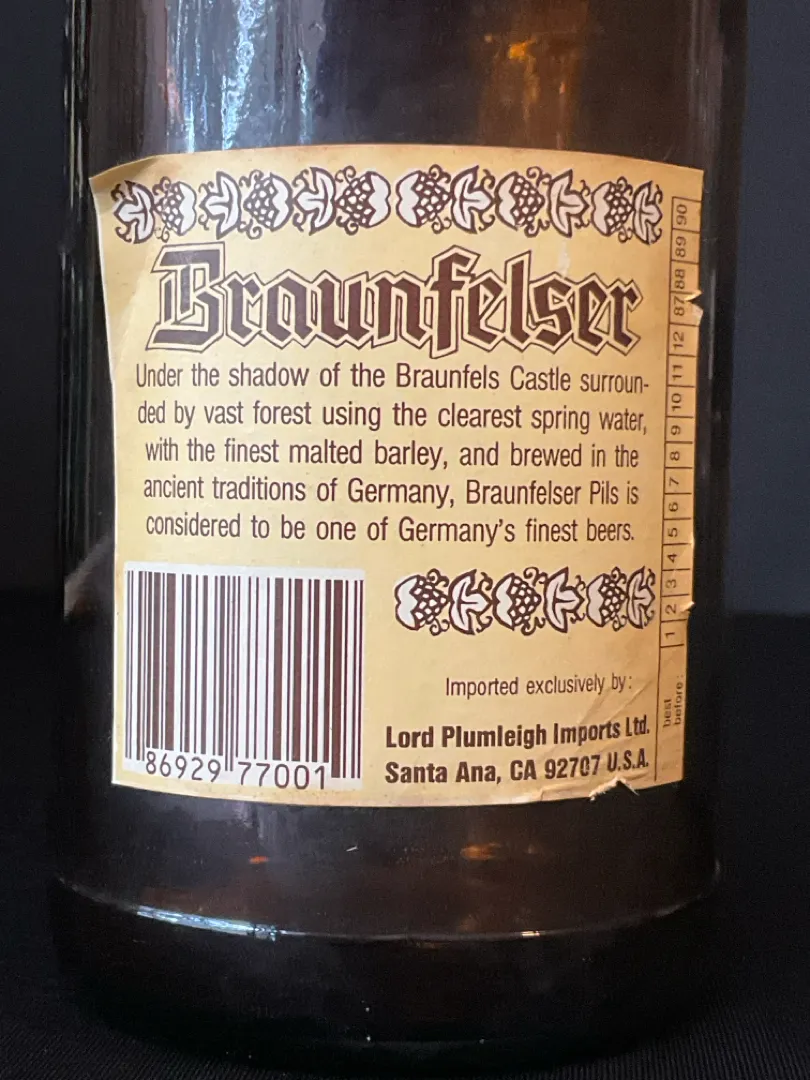 Braunfelser
Under the shadow of the Braunfels Castle surroun-
ded by vast forest using the clearest spring water,
with the finest malted barley, and brewed in the
ancient traditions of Germany, Braunfelser Pils is
considered to be one of Germany's finest beers.
86929 77001
Imported exclusively by:
Lord Plumleigh Imports Ltd.
Santa Ana, CA 92707 U.S.A.
best
before:
1 2 3 4 5 6 7 8 9 10 11 12 87 88 89 90